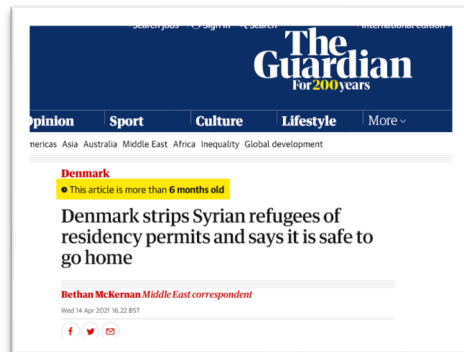 Search jobs Sign in Search International edition
The
Guardian
For 200 years
Opinion Sport Culture Lifestyle More
mericas Asia Australia Middle East Africa Inequality Global development
Denmark
This article is more than 6 months old
Denmark strips Syrian refugees of
residency permits and says it is safe to
go home
Bethan McKernan Middle East correspondent
Wed 14 Apr 2021 16.22 BST